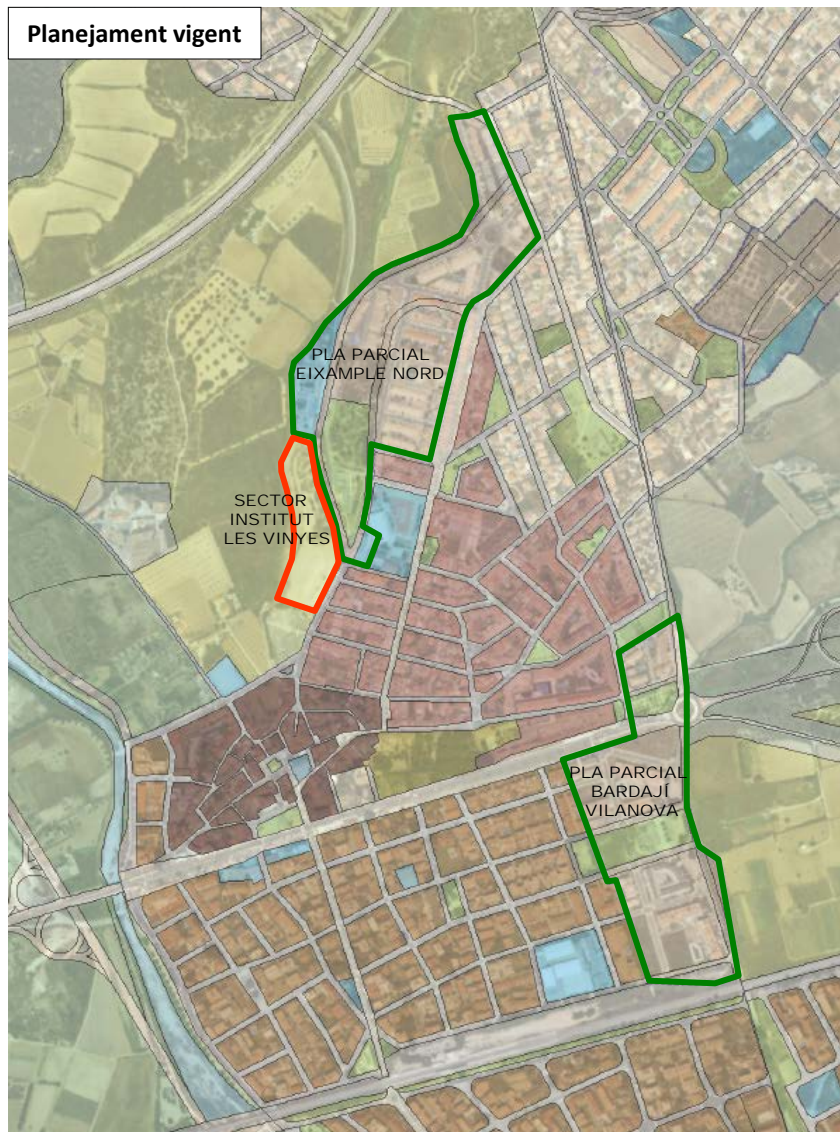 Planejament vigent
PLA PARCIAL
EIXAMPLE NORD
SECTOR
INSTITUT
LES VINYES
PLA PARCIAL
BARDAJÍ
VILANOVA